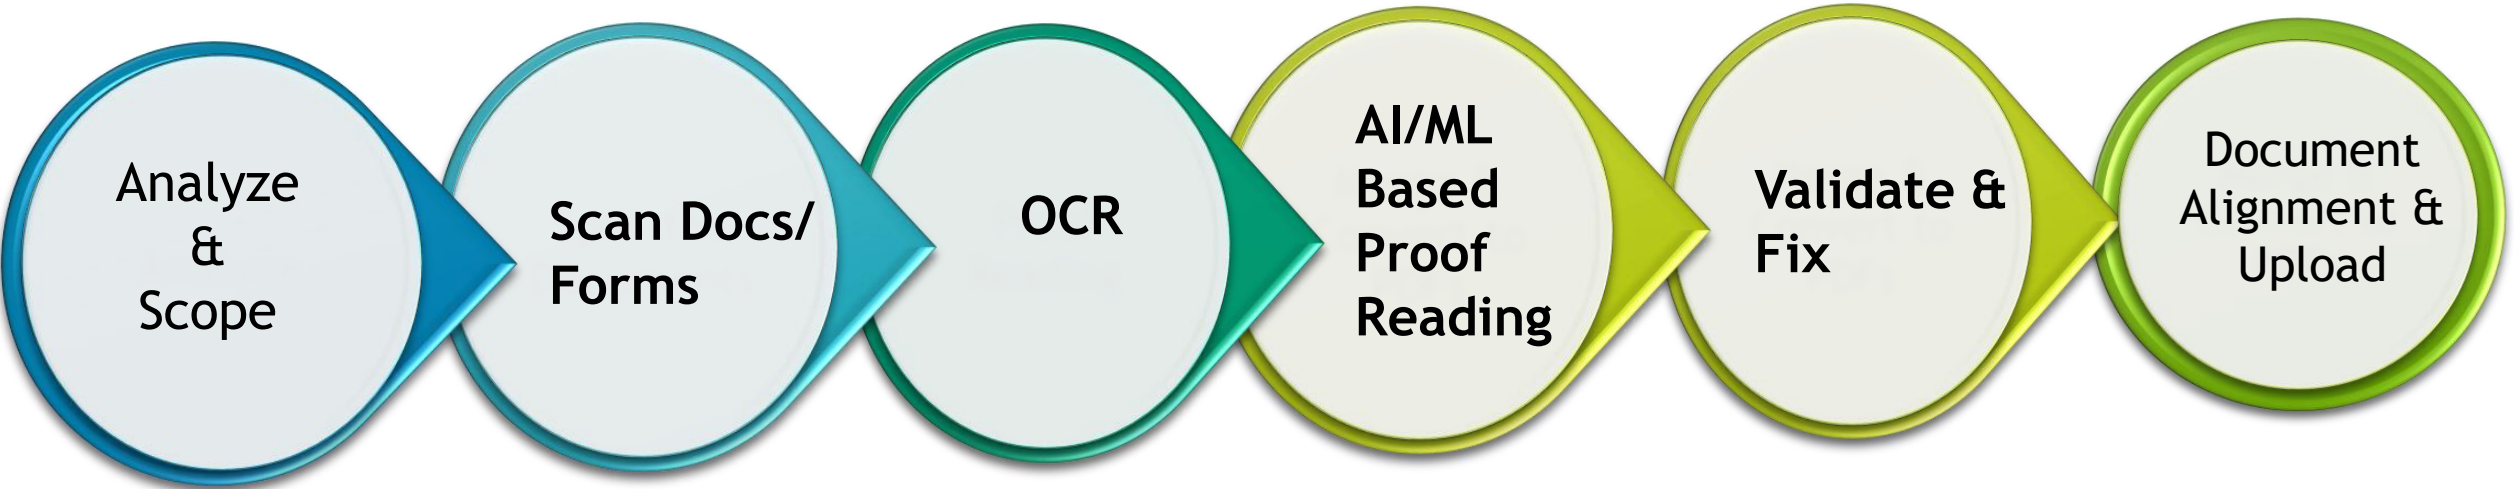 Analyze
&
Scope
Scan Docs/
Forms
OCR
AI/ML
Based
Proof
Reading
Validate &
Fix
Document
Alignment &
Upload